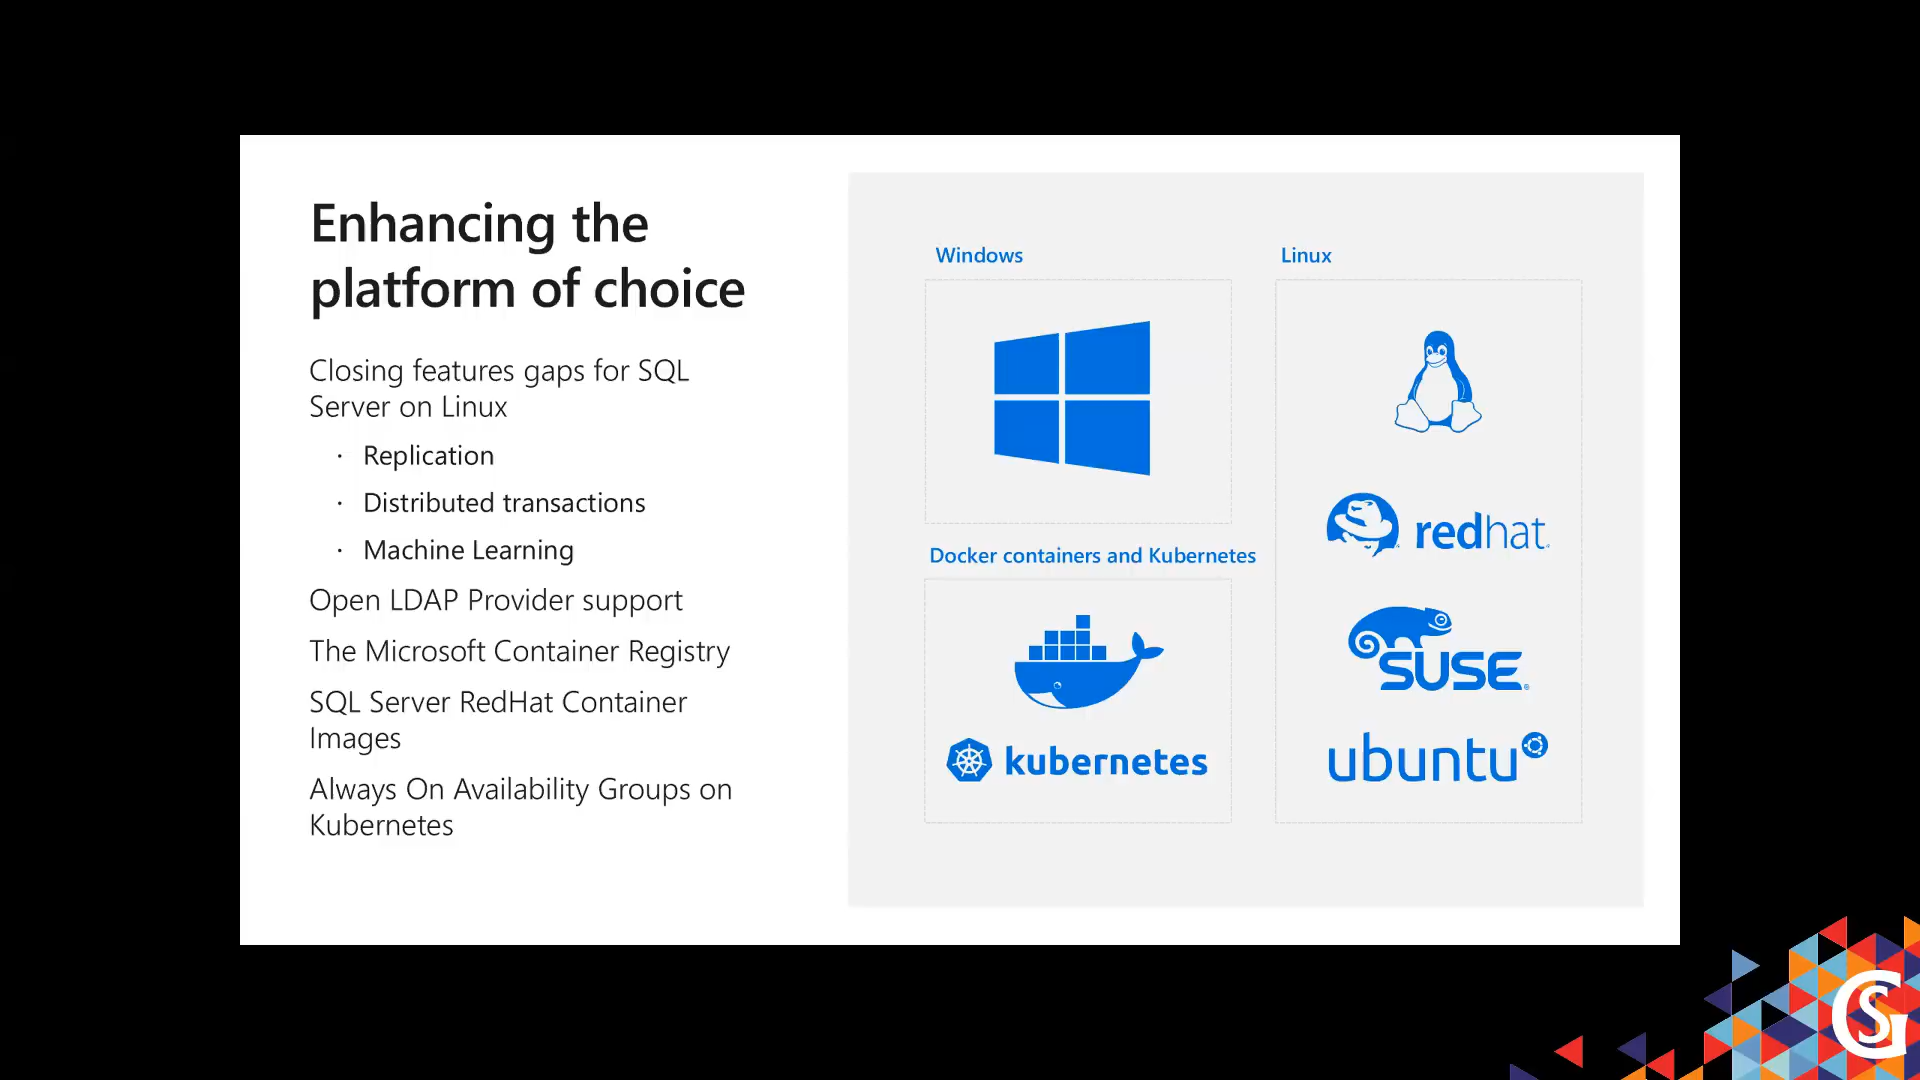 Enhancing the
platform of choice
Closing features gaps for SQL
Server on Linux
· Replication
· Distributed transactions
· Machine Learning
Open LDAP Provider support
The Microsoft Container Registry
SQL Server RedHat Container
Images
Always On Availability Groups on
Kubernetes
Windows
Docker containers and Kubernetes
kubernetes
Linux
redhat.
SUSE®
ubuntu
GS